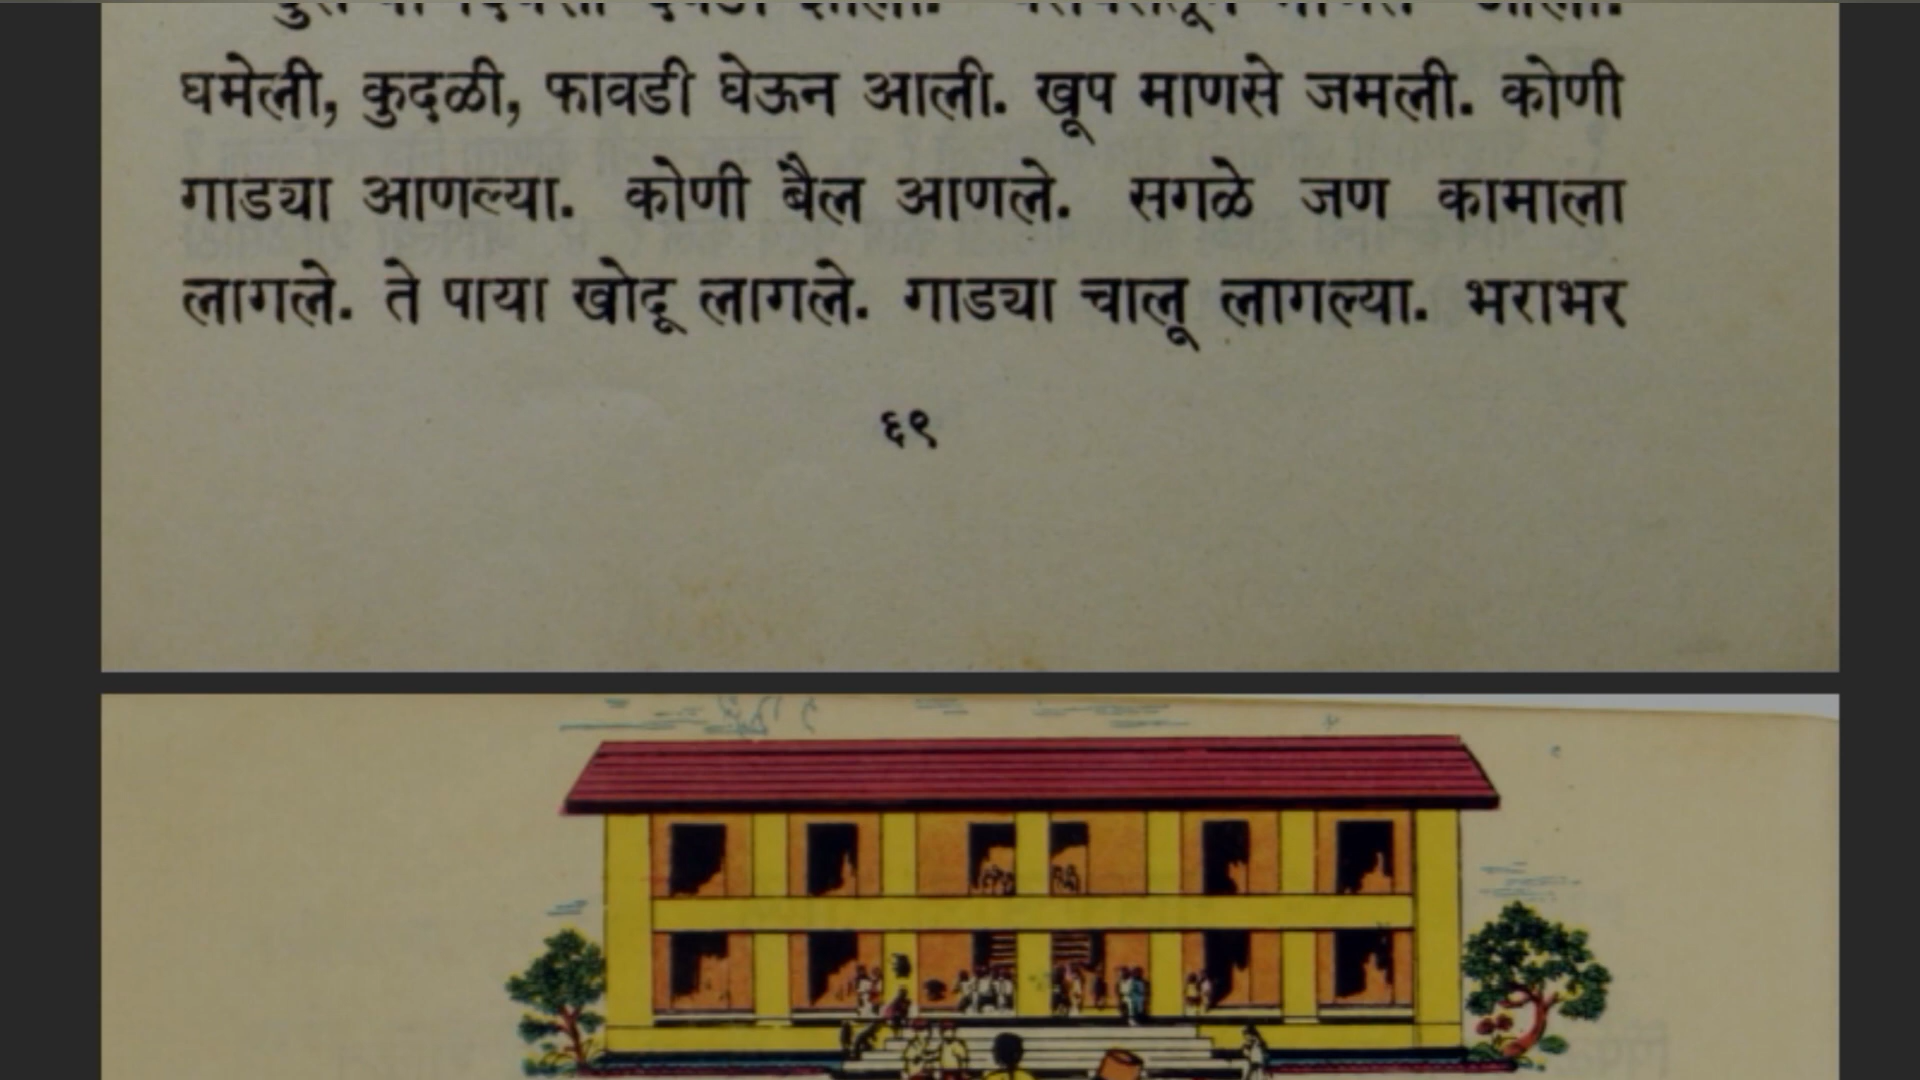 घमेली, कुदळी, फावडी घेऊन आली. खूप माणसे जमली. कोणी
गाड्या आणल्या. कोणी बैल आणले. सगळे जण कामाला
लागले. ते पाया खोदू लागले. गाड्या चालू लागल्या. भराभर
६९